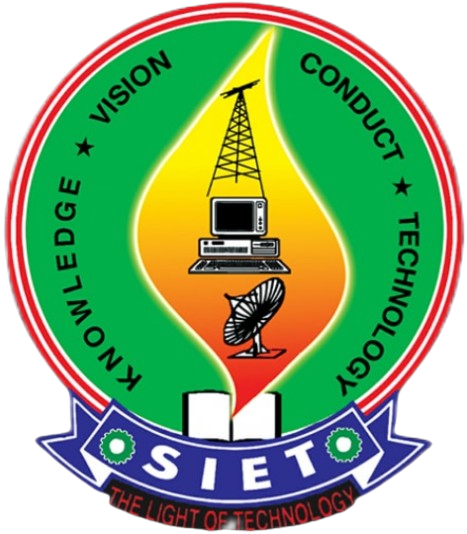 KNOWLEDGE ★ VISION
CONDUCT ★ TECHNOLOGY
SIET
THE LIGHT OF TECHNOLOGY